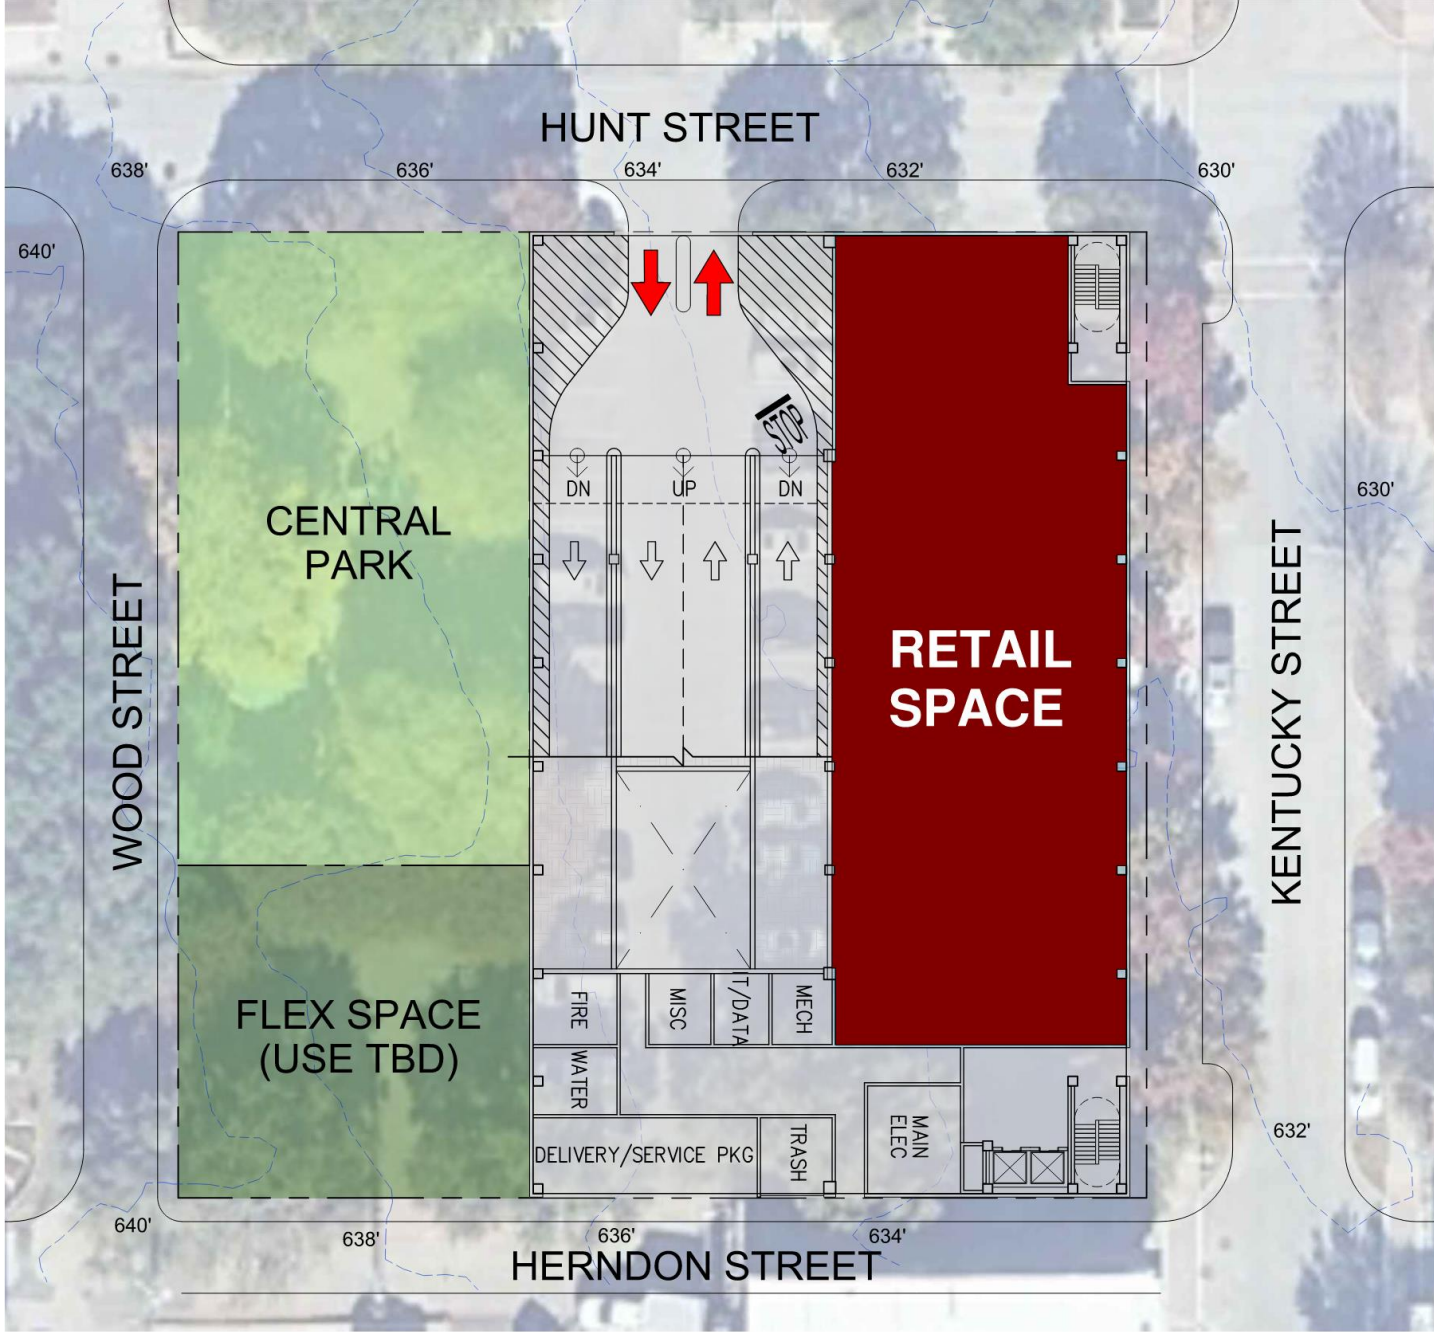 HUNT STREET
638'
636'
634'
632'
630'
640'
STOP
DN
UP
DN
630'
CENTRAL
PARK
WOOD STREET
RETAIL
SPACE
KENTUCKY STREET
FLEX SPACE
(USE TBD)
FIRE
MISC
IT/DATA
MECH
WATER
MAIN
ELEC
DELIVERY/SERVICE PKG
TRASH
632'
640'
638'
636'
634'
HERNDON STREET